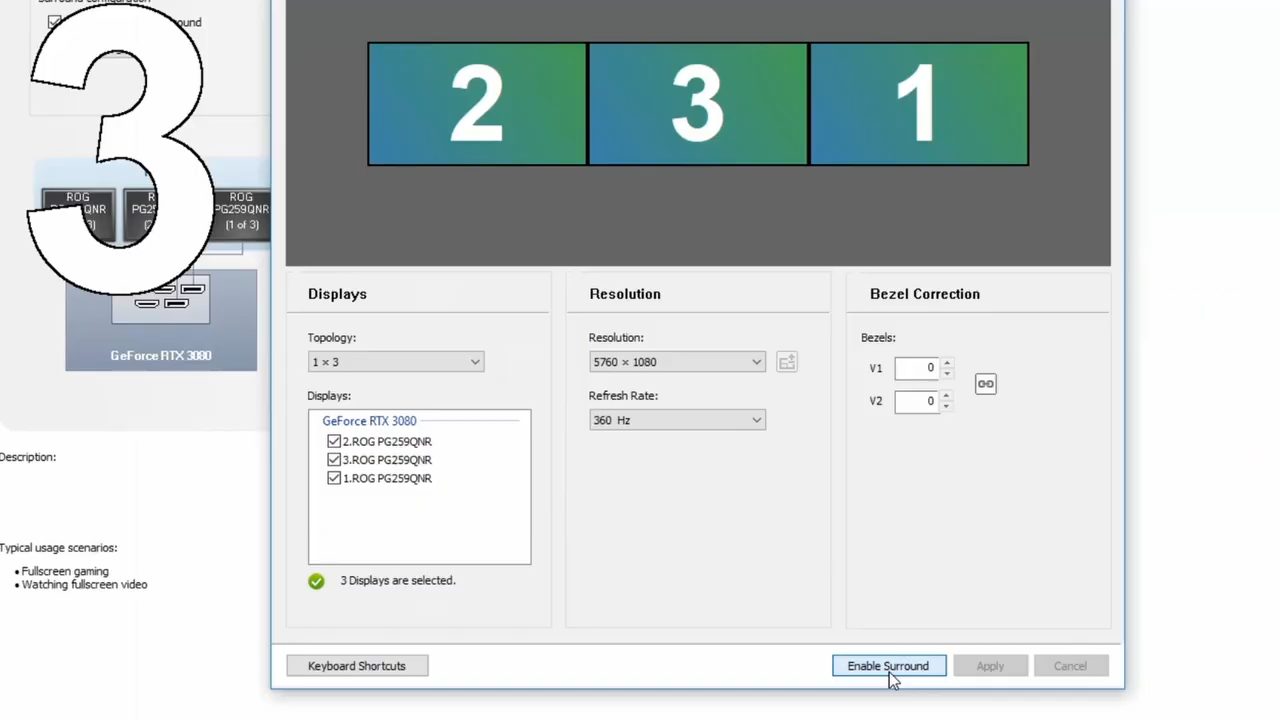 3
ound
2 3 1
ROG
ROG
PG259QNR
(1 of 3)
GeForce RTX 3080
Description:
Typical usage scenarios:
• Fullscreen gaming
• Watching fullscreen video
Displays
Topology:
1 × 3
Displays:
GeForce RTX 3080
2.ROG PG259QNR
3.ROG PG259QNR
1.ROG PG259QNR
3 Displays are selected.
Resolution
Resolution:
5760 × 1080
Refresh Rate:
360 Hz
Bezel Correction
Bezels:
V1 0
V2 0
Keyboard Shortcuts
Enable Surround
Apply
Cancel